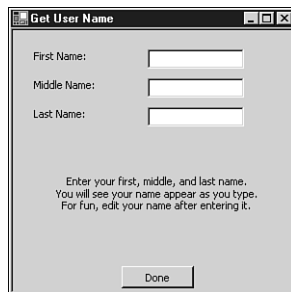 Get User Name
First Name:
Middle Name:
Last Name:
Enter your first, middle, and last name.
You will see your name appear as you type.
For fun, edit your name after entering it.
Done